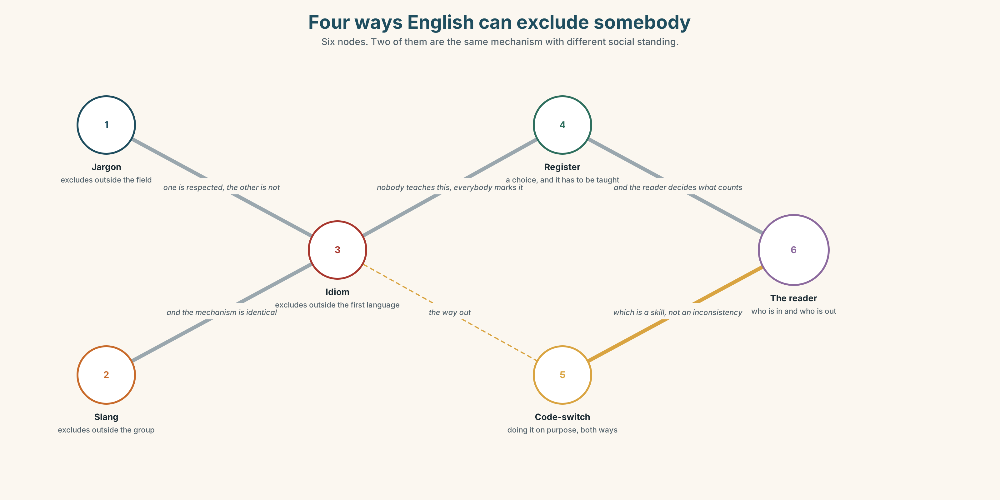 Four ways English can exclude somebody
Six nodes. Two of them are the same mechanism with different social standing.
1
Jargon
excludes outside the field
one is respected, the other is not
4
Register
a choice, and it has to be taught
nobody teaches this, everybody marks it
and the reader decides what counts
3
Idiom
excludes outside the first language
and the mechanism is identical
the way out
6
The reader
who is in and who is out
which is a skill, not an inconsistency
2
Slang
excludes outside the group
5
Code-switch
doing it on purpose, both ways